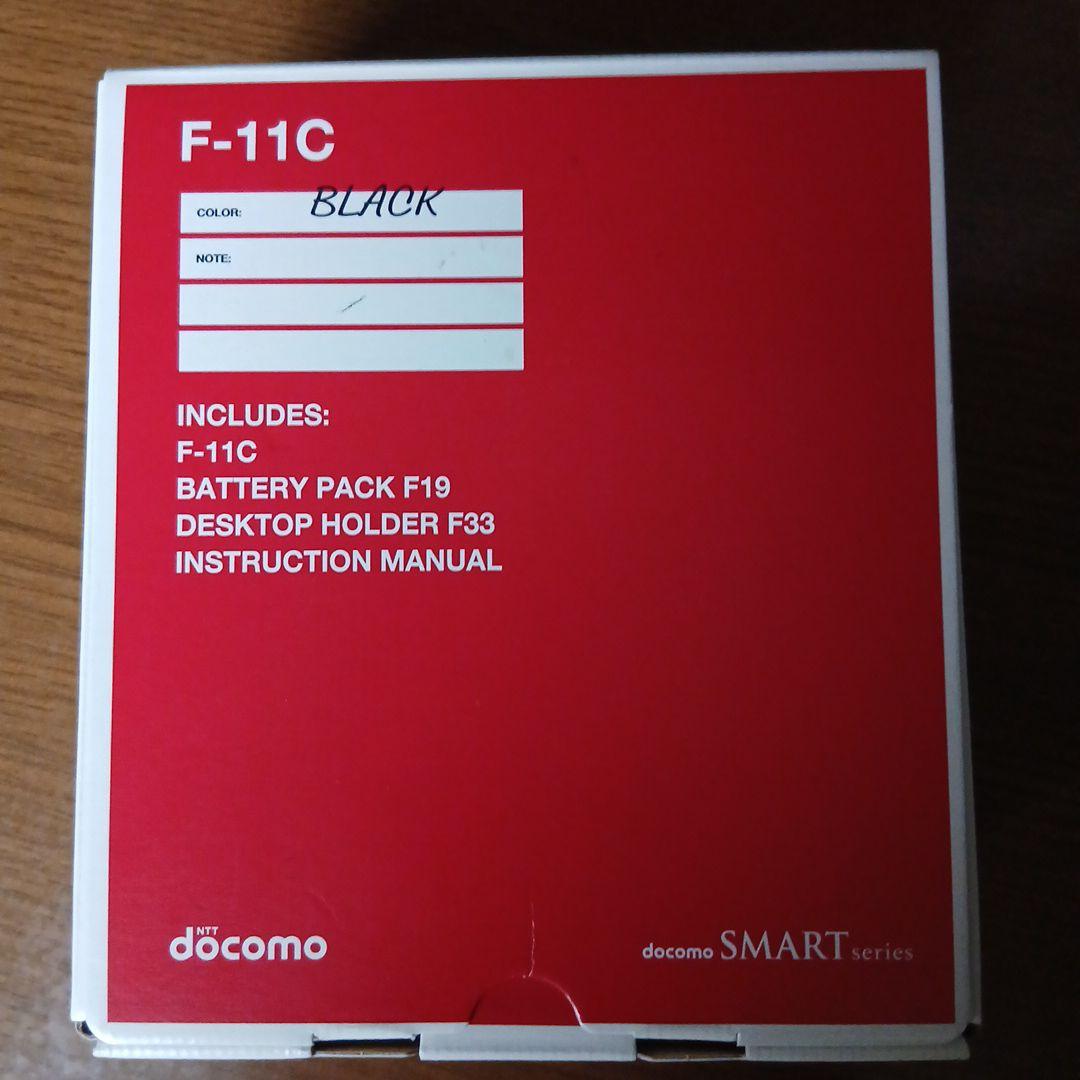 F-11C
COLOR: BLACK
NOTE:
INCLUDES:
F-11C
BATTERY PACK F19
DESKTOP HOLDER F33
INSTRUCTION MANUAL
NTT
docomo
docomo SMART series